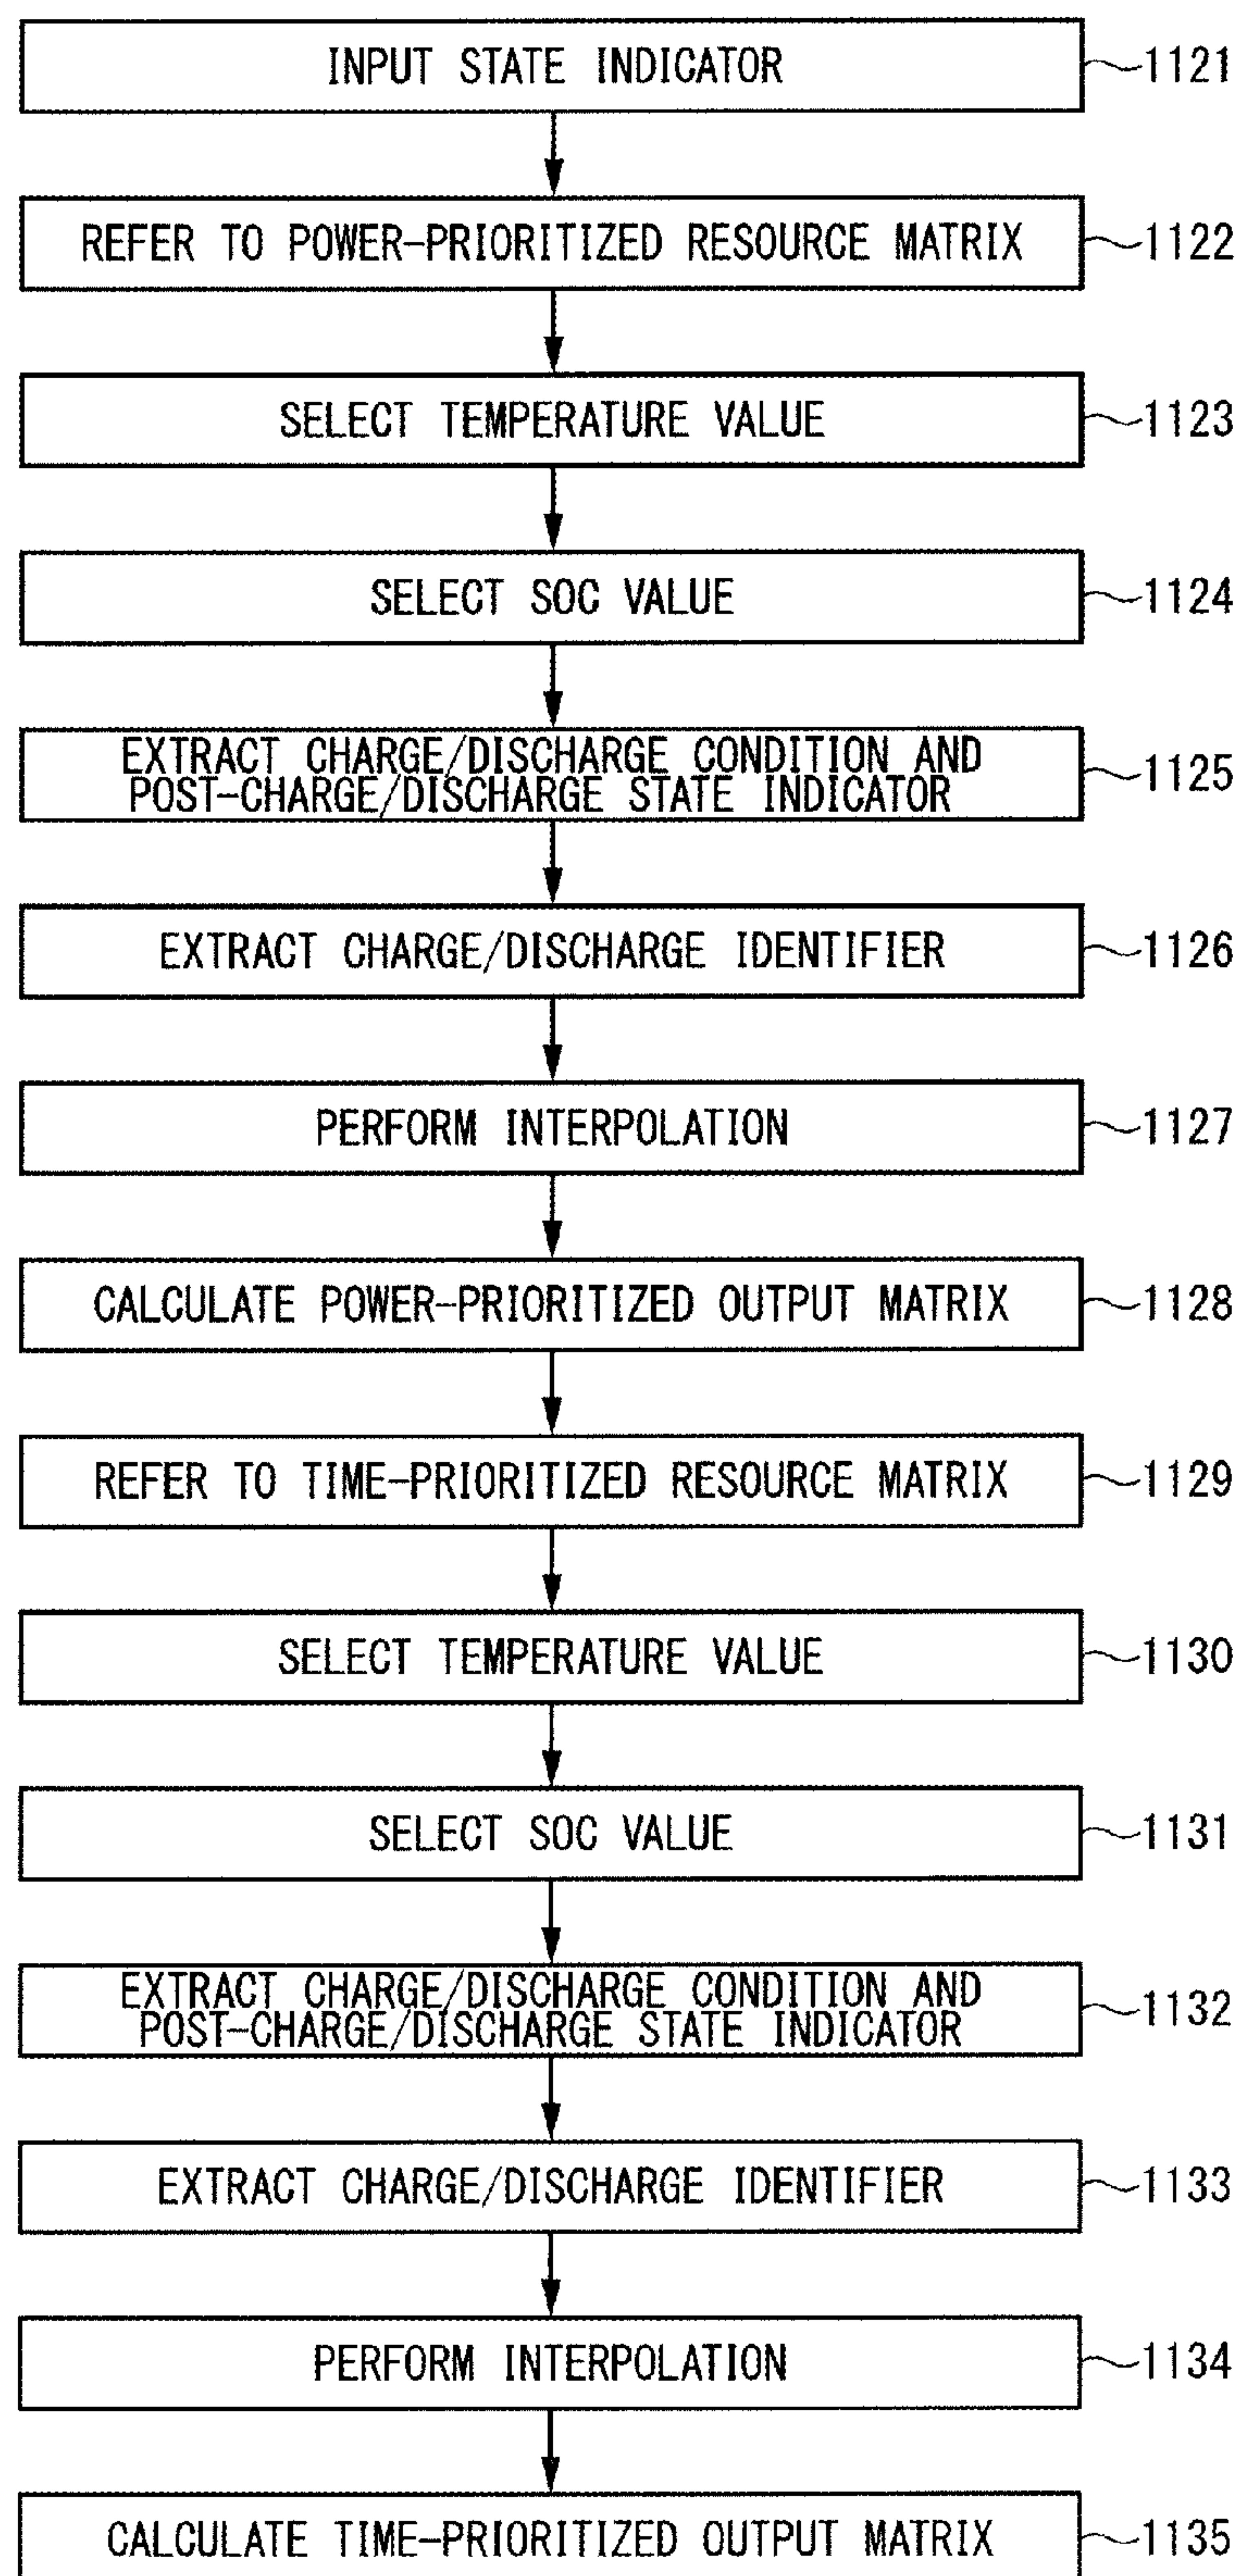 INPUT STATE INDICATOR
1121
REFER TO POWER-PRIORITIZED RESOURCE MATRIX
1122
SELECT TEMPERATURE VALUE
1123
SELECT SOC VALUE
1124
EXTRACT CHARGE/DISCHARGE CONDITION AND
POST-CHARGE/DISCHARGE STATE INDICATOR
1125
EXTRACT CHARGE/DISCHARGE IDENTIFIER
1126
PERFORM INTERPOLATION
1127
CALCULATE POWER-PRIORITIZED OUTPUT MATRIX
1128
REFER TO TIME-PRIORITIZED RESOURCE MATRIX
1129
SELECT TEMPERATURE VALUE
1130
SELECT SOC VALUE
1131
EXTRACT CHARGE/DISCHARGE CONDITION AND
POST-CHARGE/DISCHARGE STATE INDICATOR
1132
EXTRACT CHARGE/DISCHARGE IDENTIFIER
1133
PERFORM INTERPOLATION
1134
CALCULATE TIME-PRIORITIZED OUTPUT MATRIX
1135